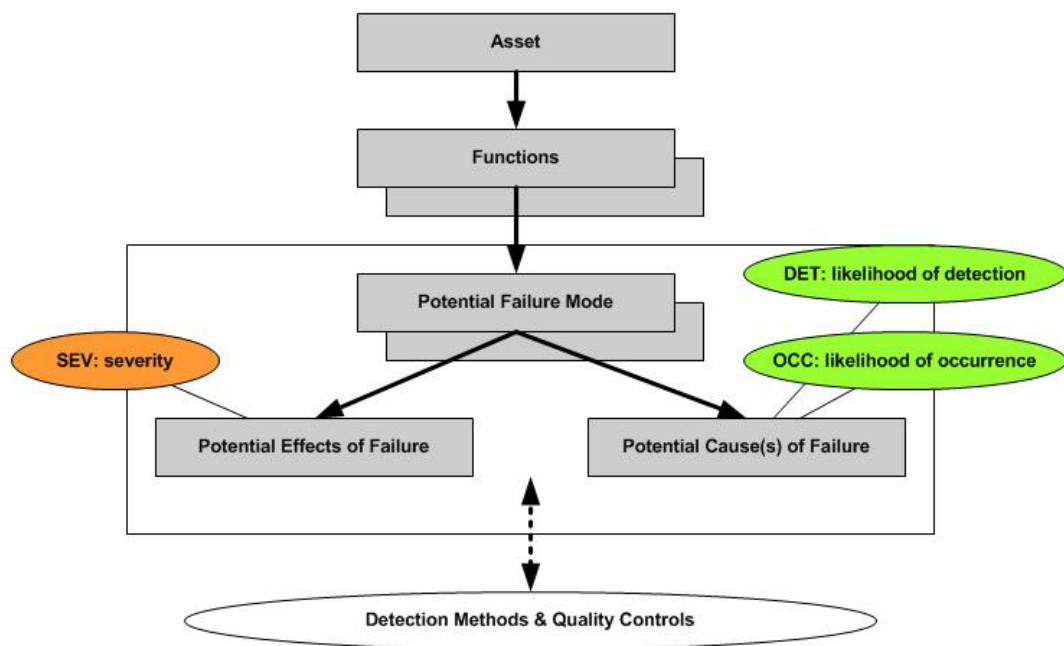 Asset
Functions
DET: likelihood of detection
Potential Failure Mode
SEV: severity
OCC: likelihood of occurrence
Potential Effects of Failure
Potential Cause(s) of Failure
Detection Methods & Quality Controls